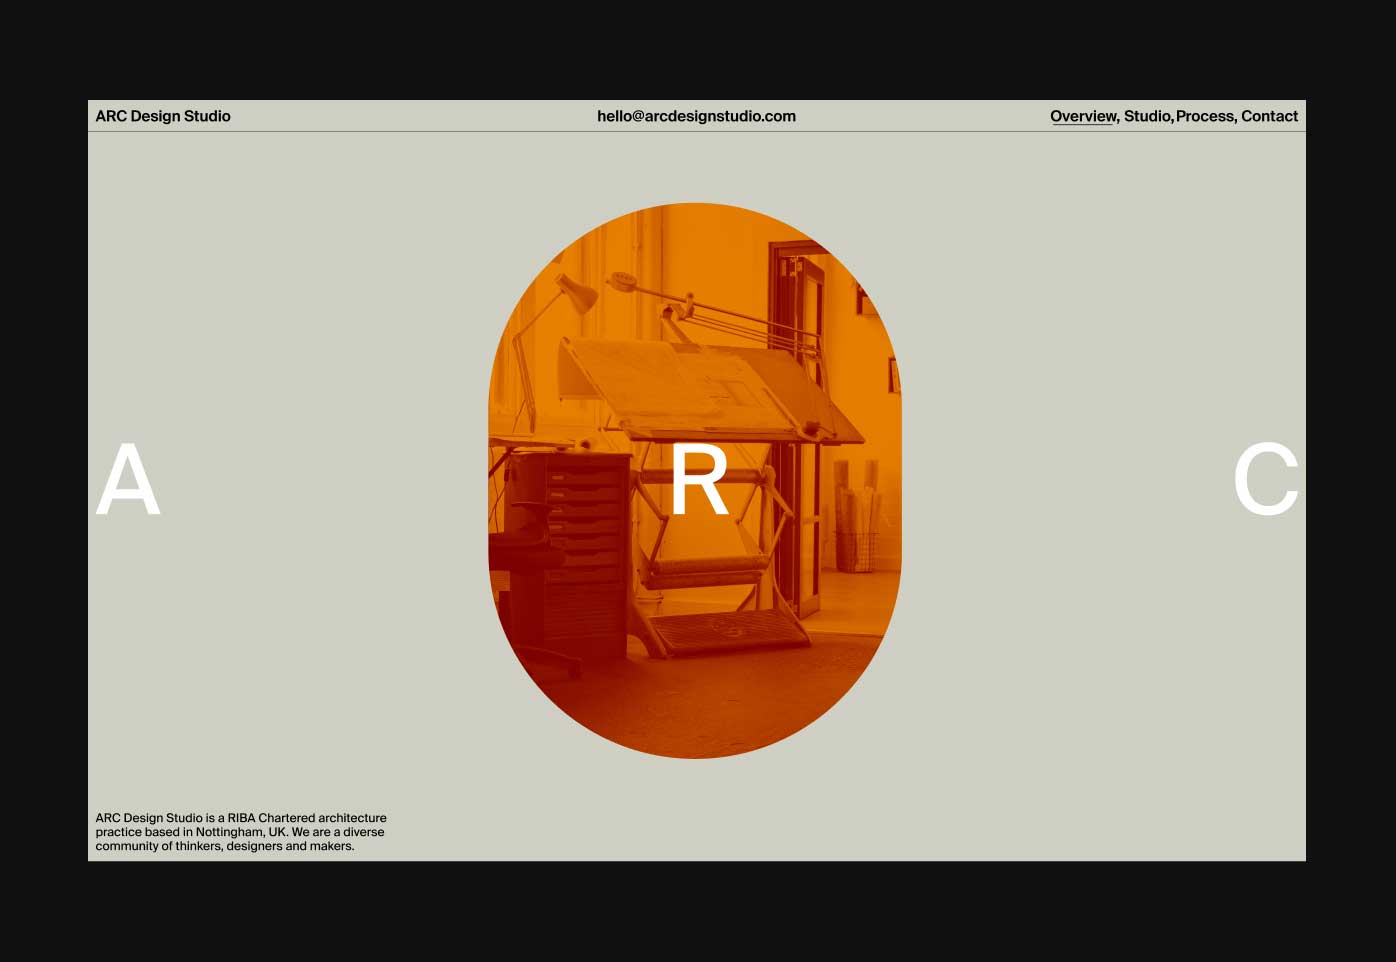 ARC Design Studio
hello@arcdesignstudio.com
Overview, Studio, Process, Contact
A R C
ARC Design Studio is a RIBA Chartered architecture
practice based in Nottingham, UK. We are a diverse
community of thinkers, designers and makers.